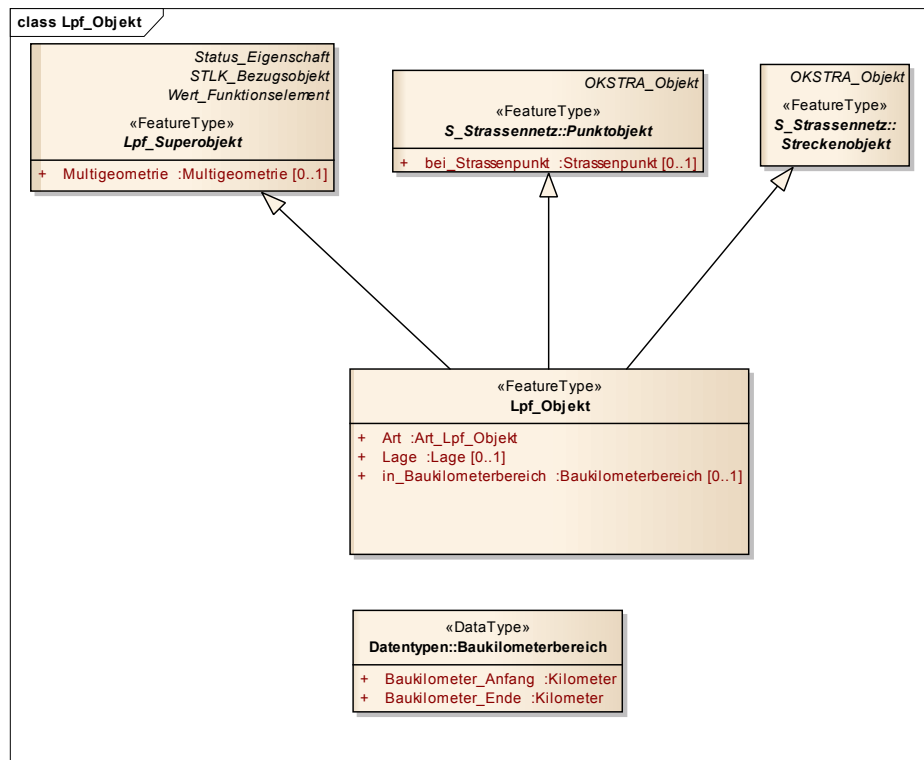 class Lpf_Objekt
Status_Eigenschaft
STLK_Bezugsobjekt
Wert_Funktionselement
«FeatureType»
Lpf_Superobjekt
+ Multigeometrie :Multigeometrie [0..1]
OKSTRA_Objekt
«FeatureType»
S_Strassennetz::Punktobjekt
+ bei_Strassenpunkt :Strassenpunkt [0..1]
OKSTRA_Objekt
«FeatureType»
S_Strassennetz::
Streckenobjekt
«FeatureType»
Lpf_Objekt
+ Art :Art_Lpf_Objekt
+ Lage :Lage [0..1]
+ in_Baukilometerbereich :Baukilometerbereich [0..1]
«DataType»
Datentypen::Baukilometerbereich
+ Baukilometer_Anfang :Kilometer
+ Baukilometer_Ende :Kilometer